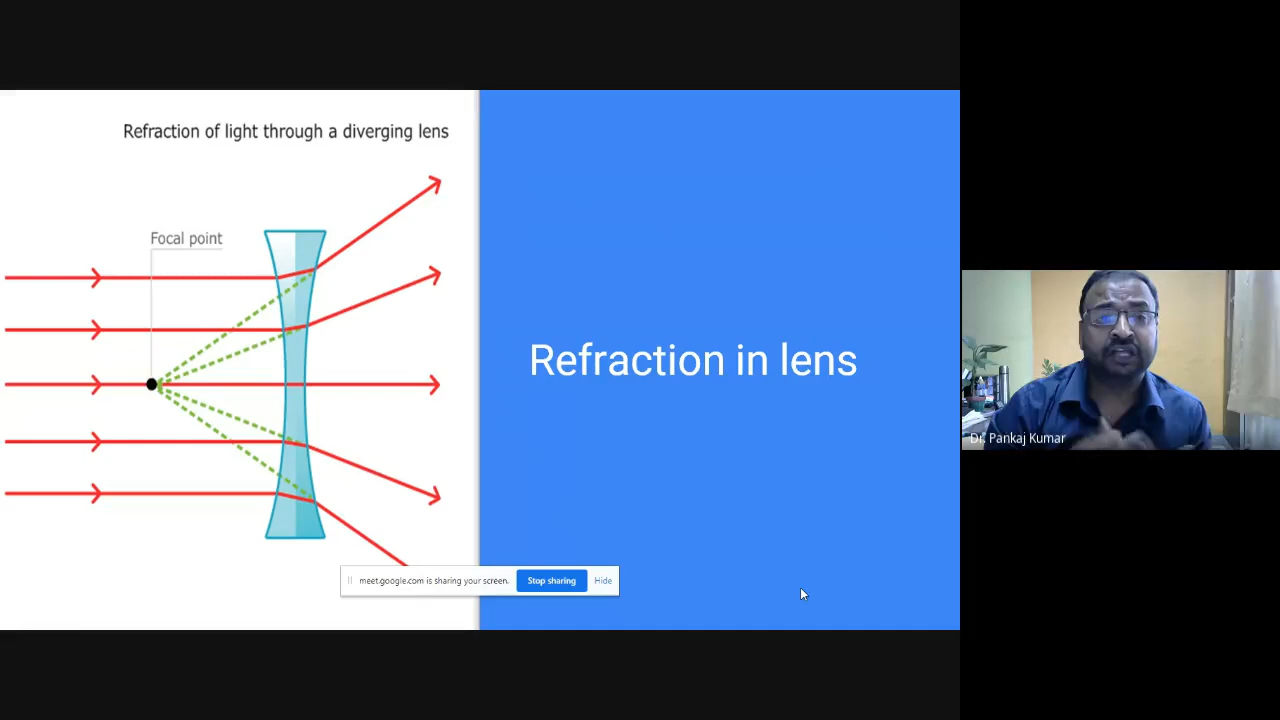 Refraction of light through a diverging lens
Focal point
Refraction in lens
Dr. Pankaj Kumar
meet.google.com is sharing your screen.
Stop sharing
Hide